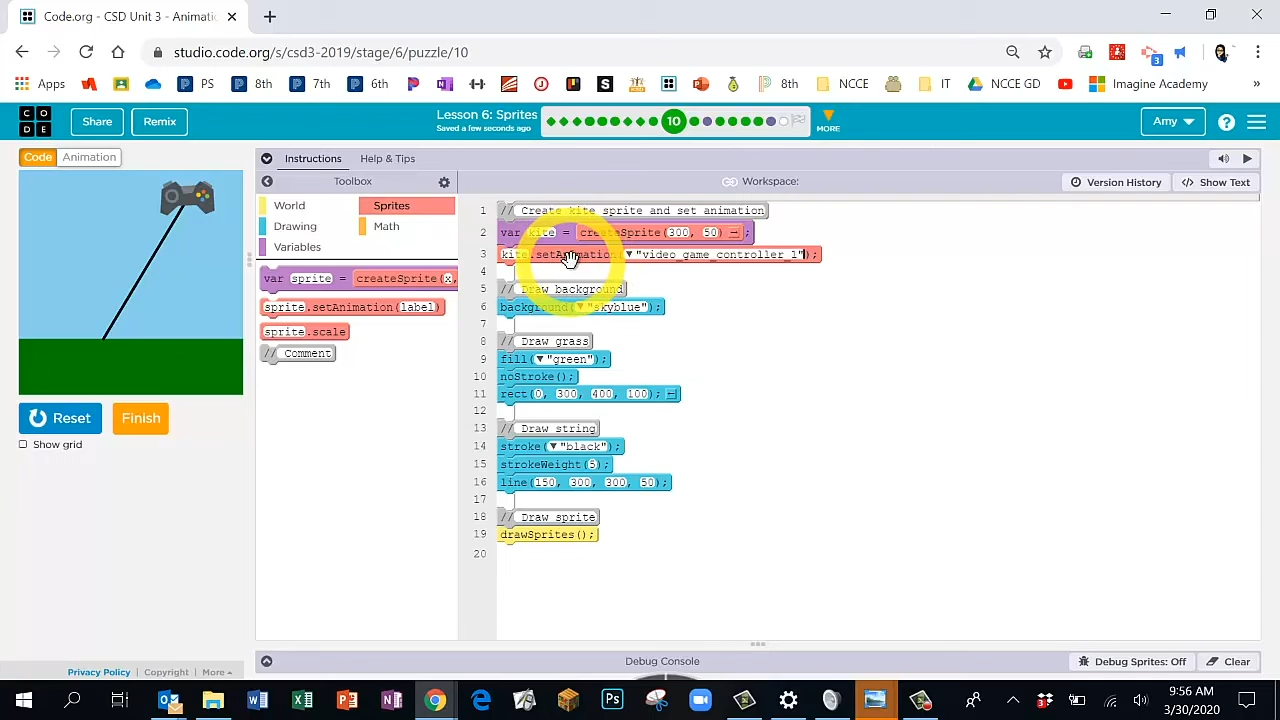 Code.org - CSD Unit 3 - Animatio
studio.code.org/s/csd3-2019/stage/6/puzzle/10
3
Apps
PS
8th
7th
6th
8th
NCCE
IT
NCCE GD
Imagine Academy
»
C O
D E
Share
Remix
Lesson 6: Sprites
Saved a few seconds ago
10
MORE
Amy
?
Code
Animation
Instructions
Help & Tips
Toolbox
Workspace:
Version History
</> Show Text
World
Sprites
Drawing
Math
Variables
var sprite = createSprite(x,
sprite.setAnimation(label)
sprite.scale
// Comment
1 // Create kite sprite and set animation
2 var kite = createSprite(300, 50);
3 kite.setAnimation("video_game_controller_1");
4
5 // Draw background
6 background("skyblue");
7
8 // Draw grass
9 fill("green");
10 noStroke();
11 rect(0, 300, 400, 100);
12
13 // Draw string
14 stroke("black");
15 strokeWeight(5);
16 line(150, 300, 300, 50);
17
18 // Draw sprite
19 drawSprites();
20
Reset
Finish
Show grid
Privacy Policy | Copyright | More
Debug Console
Debug Sprites: Off
Clear
9:56 AM
3/30/2020